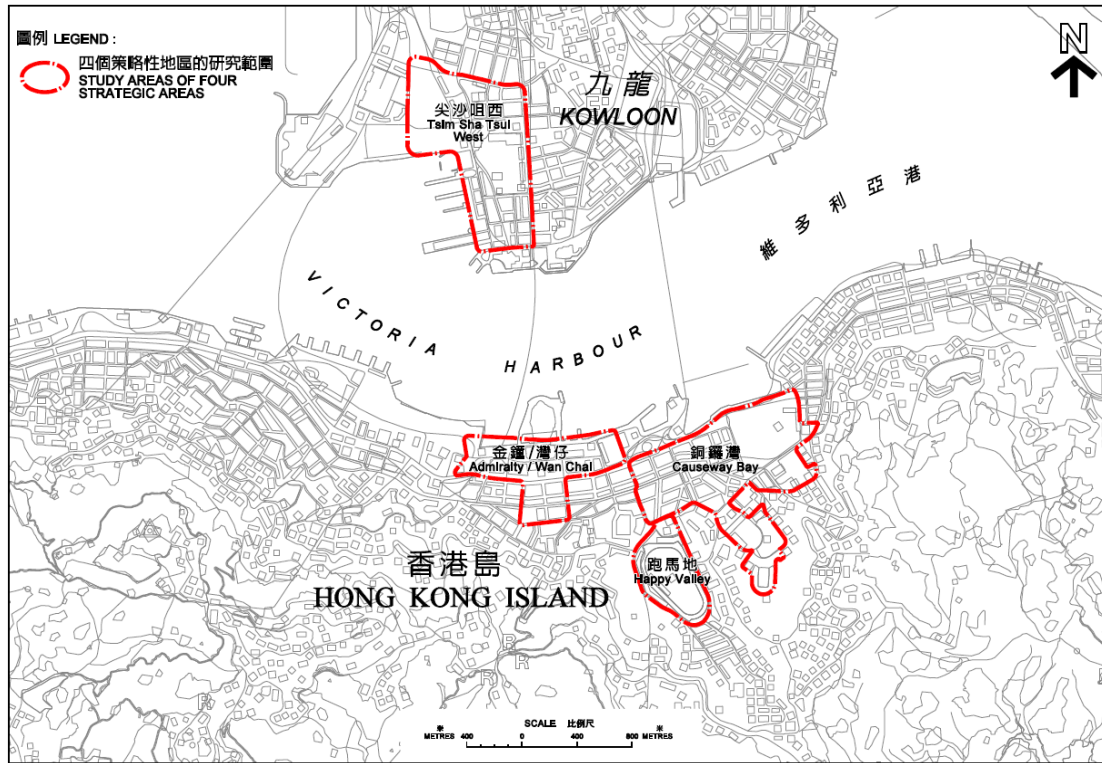 圖例 LEGEND :
四個策略性地區的研究範圍
STUDY AREAS OF FOUR
STRATEGIC AREAS
N
九龍
KOWLOON
尖沙咀西
Tsim Sha Tsui
West
維多利亞港
VICTORIA HARBOUR
金鐘/灣仔
Admiralty / Wan Chai
銅鑼灣
Causeway Bay
跑馬地
Happy Valley
香港島
HONG KONG ISLAND
SCALE 比例尺
米 METRES 400 0 400 800 米 METRES